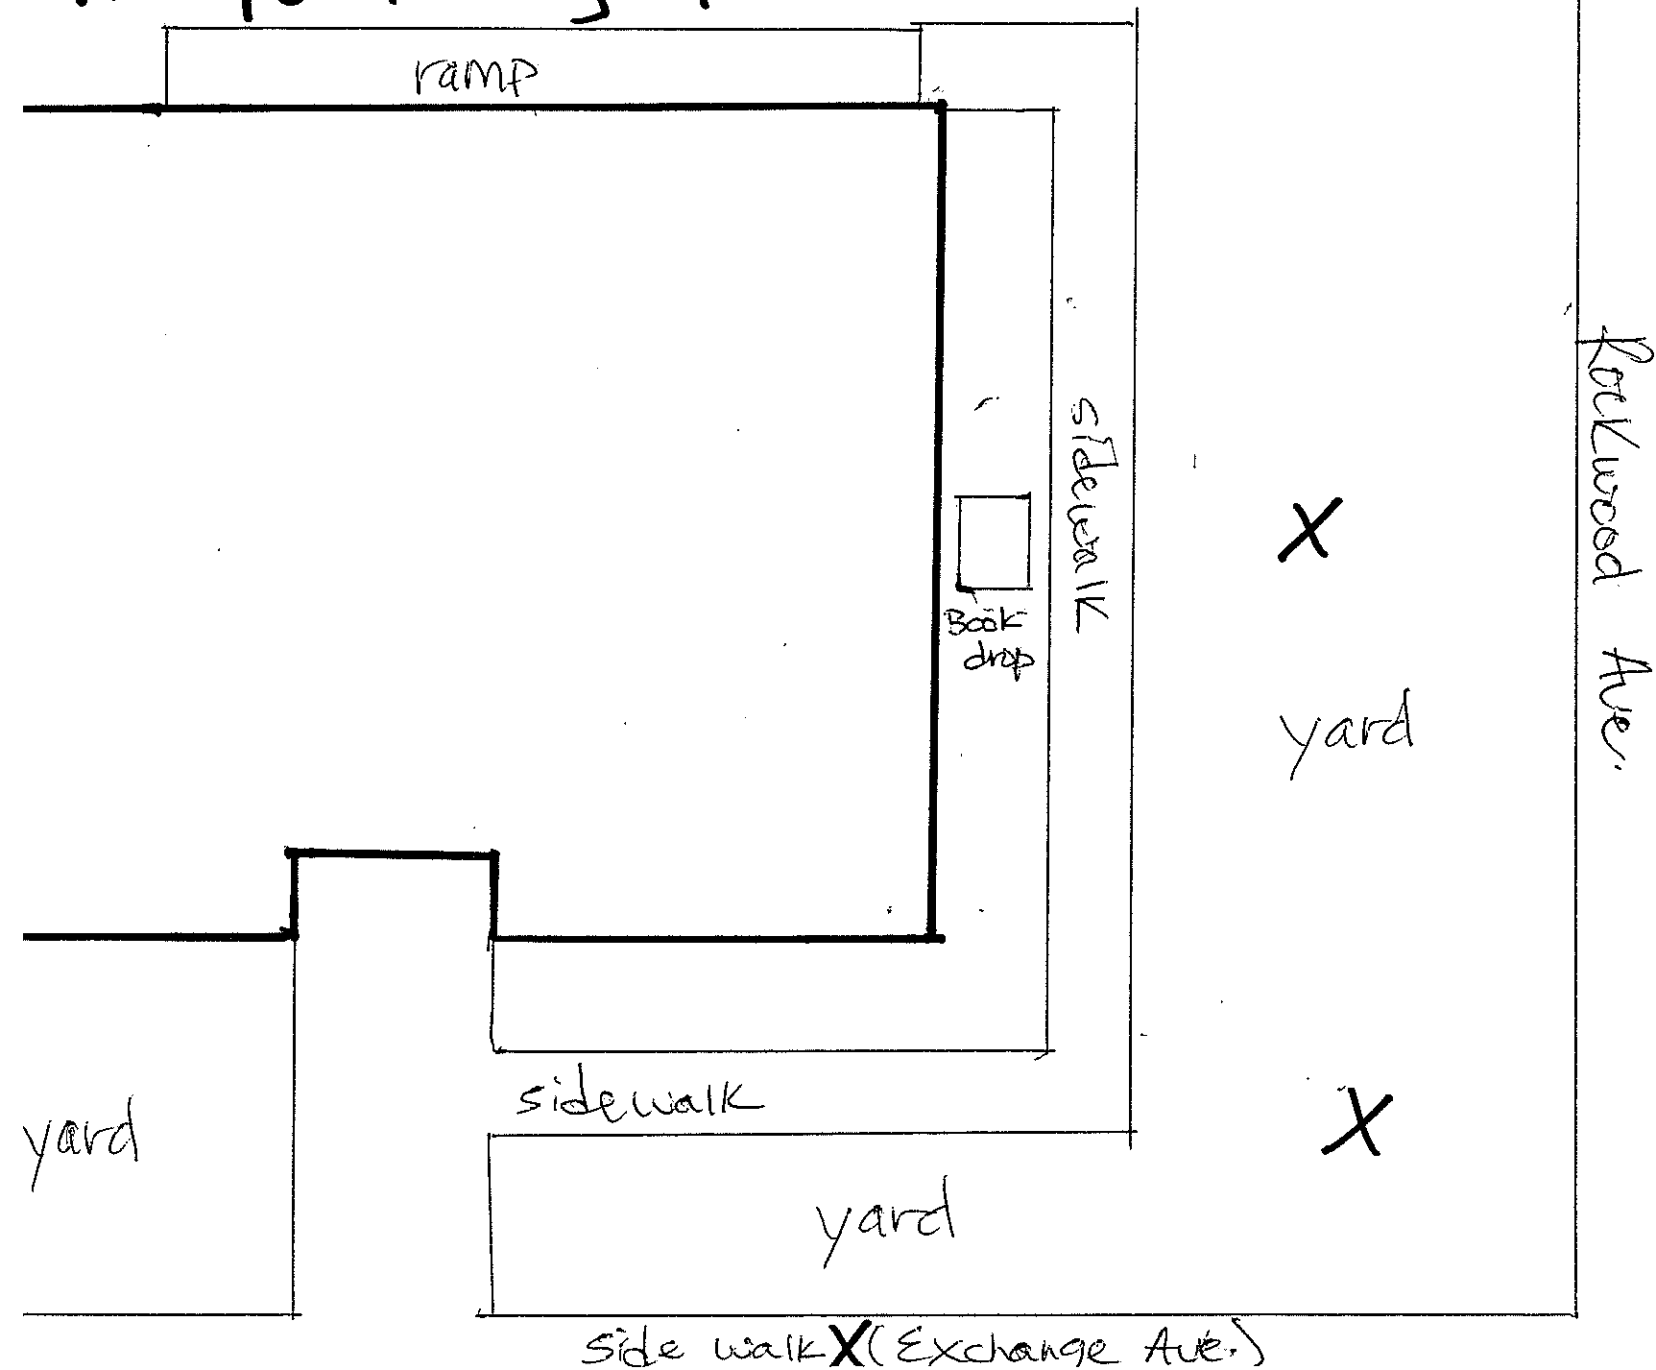 ramp
sidewalk
Rockwood Ave.
X
Book
drop
yard
sidewalk
yard
X
yard
side walk X (Exchange Ave.)